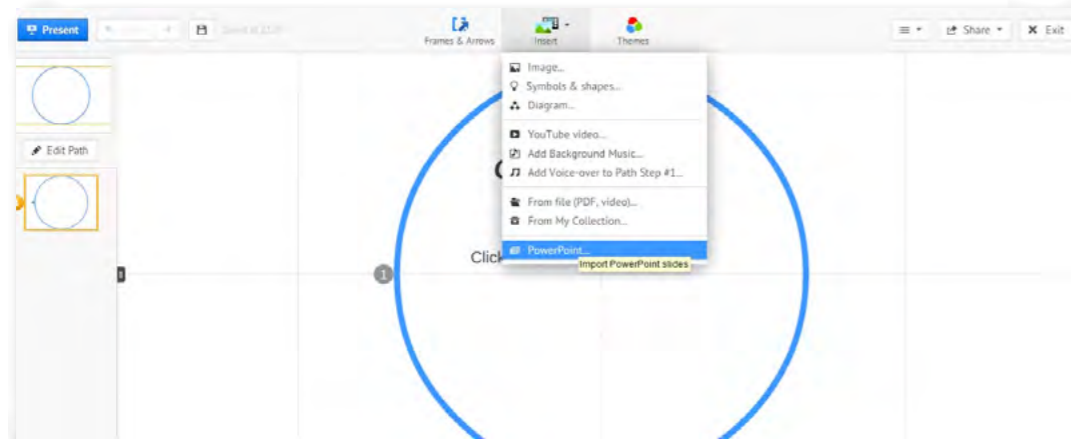 Present
Frames & Arrows
Insert
Themes
Share
Exit
Image...
Symbols & shapes...
Diagram...
Edit Path
YouTube video...
Add Background Music...
Add Voice-over to Path Step #1...
From file (PDF, video)...
From My Collection...
PowerPoint...
Import PowerPoint slides
Click
1